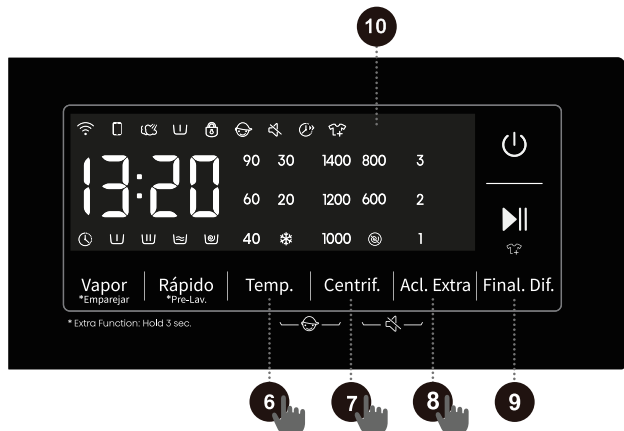 10
90 30 1400 800 3
13:20
60 20 1200 600 2
40 1000 1
Vapor Rápido Temp. Centrif. Acl. Extra Final. Dif.
*Emparejar *Pre-Lav.
* Extra Function: Hold 3 sec.
6 7 8 9